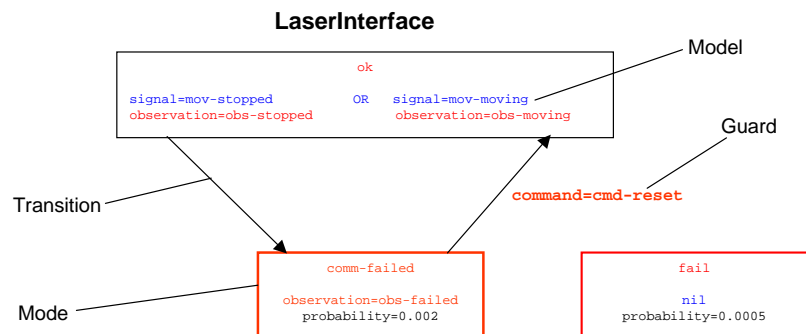 LaserInterface
ok
Model
signal=mov-stopped OR signal=mov-moving
observation=obs-stopped observation=obs-moving
Guard
command=cmd-reset
Transition
comm-failed fail
observation=obs-failed nil
probability=0.002 probability=0.0005
Mode